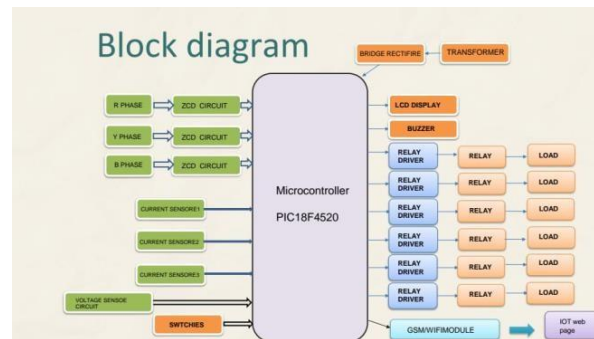 Block diagram
BRIDGE RECTIFIRE
TRANSFORMER
R PHASE
ZCD CIRCUIT
LCD DISPLAY
BUZZER
Y PHASE
ZCD CIRCUIT
B PHASE
ZCD CIRCUIT
RELAY
DRIVER
RELAY
LOAD
RELAY
DRIVER
RELAY
LOAD
Microcontroller
PIC18F4520
CURRENT SENSORE1
RELAY
DRIVER
RELAY
LOAD
CURRENT SENSORE2
RELAY
DRIVER
RELAY
LOAD
CURRENT SENSORE3
RELAY
DRIVER
RELAY
LOAD
VOLTAGE SENSOE
CIRCUIT
RELAY
DRIVER
RELAY
LOAD
SWTCHIES
GSM/WIFIMODULE
IOT web
page